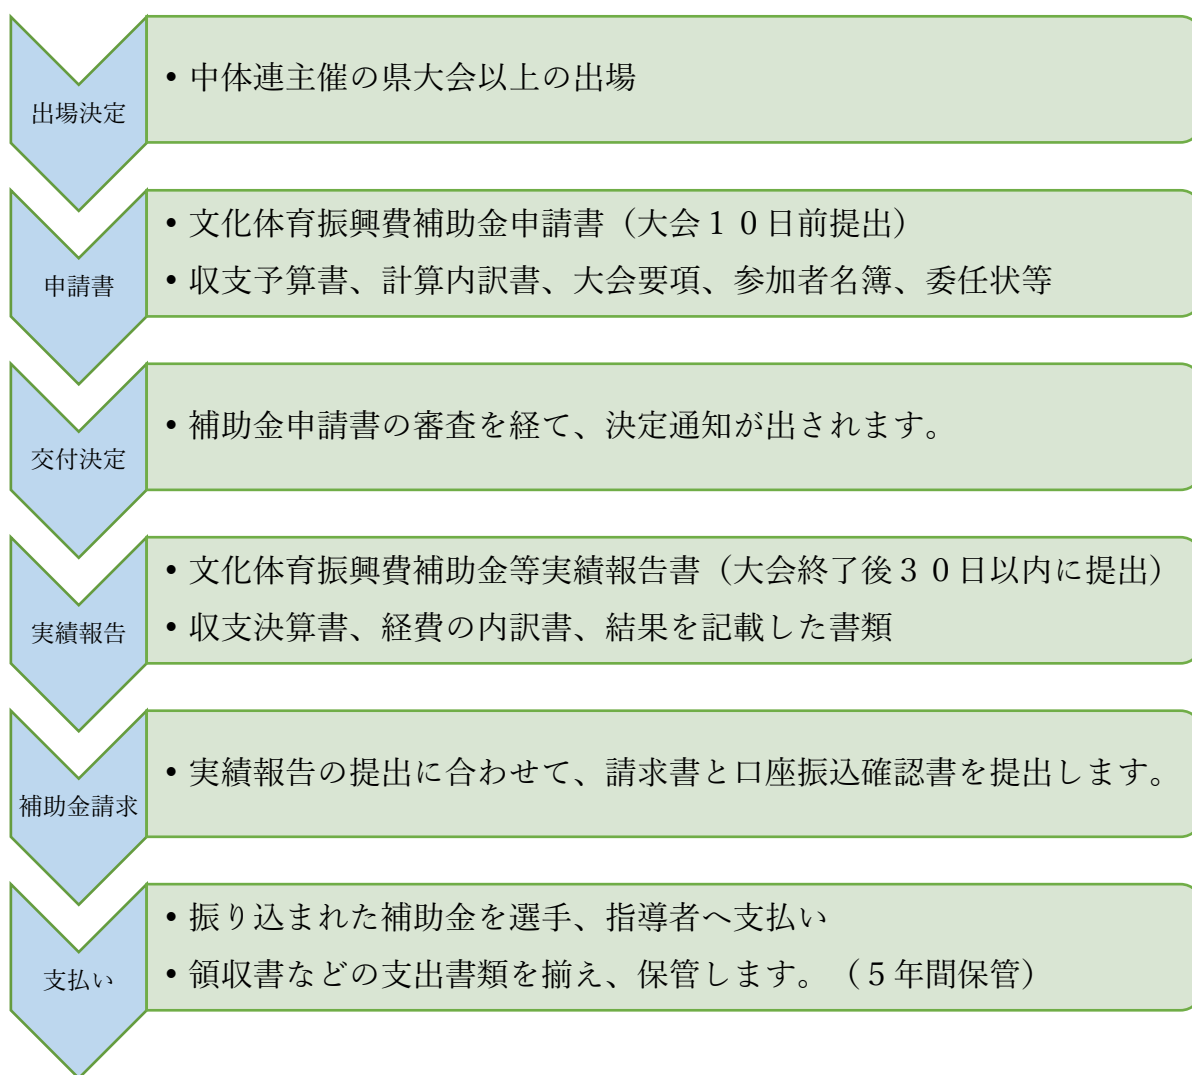 出場決定
• 中体連主催の県大会以上の出場
申請書
• 文化体育振興費補助金申請書（大会１０日前提出）
• 収支予算書、計算内訳書、大会要項、参加者名簿、委任状等
交付決定
• 補助金申請書の審査を経て、決定通知が出されます。
実績報告
• 文化体育振興費補助金等実績報告書（大会終了後３０日以内に提出）
• 収支決算書、経費の内訳書、結果を記載した書類
補助金請求
• 実績報告の提出に合わせて、請求書と口座振込確認書を提出します。
支払い
• 振り込まれた補助金を選手、指導者へ支払い
• 領収書などの支出書類を揃え、保管します。（５年間保管）